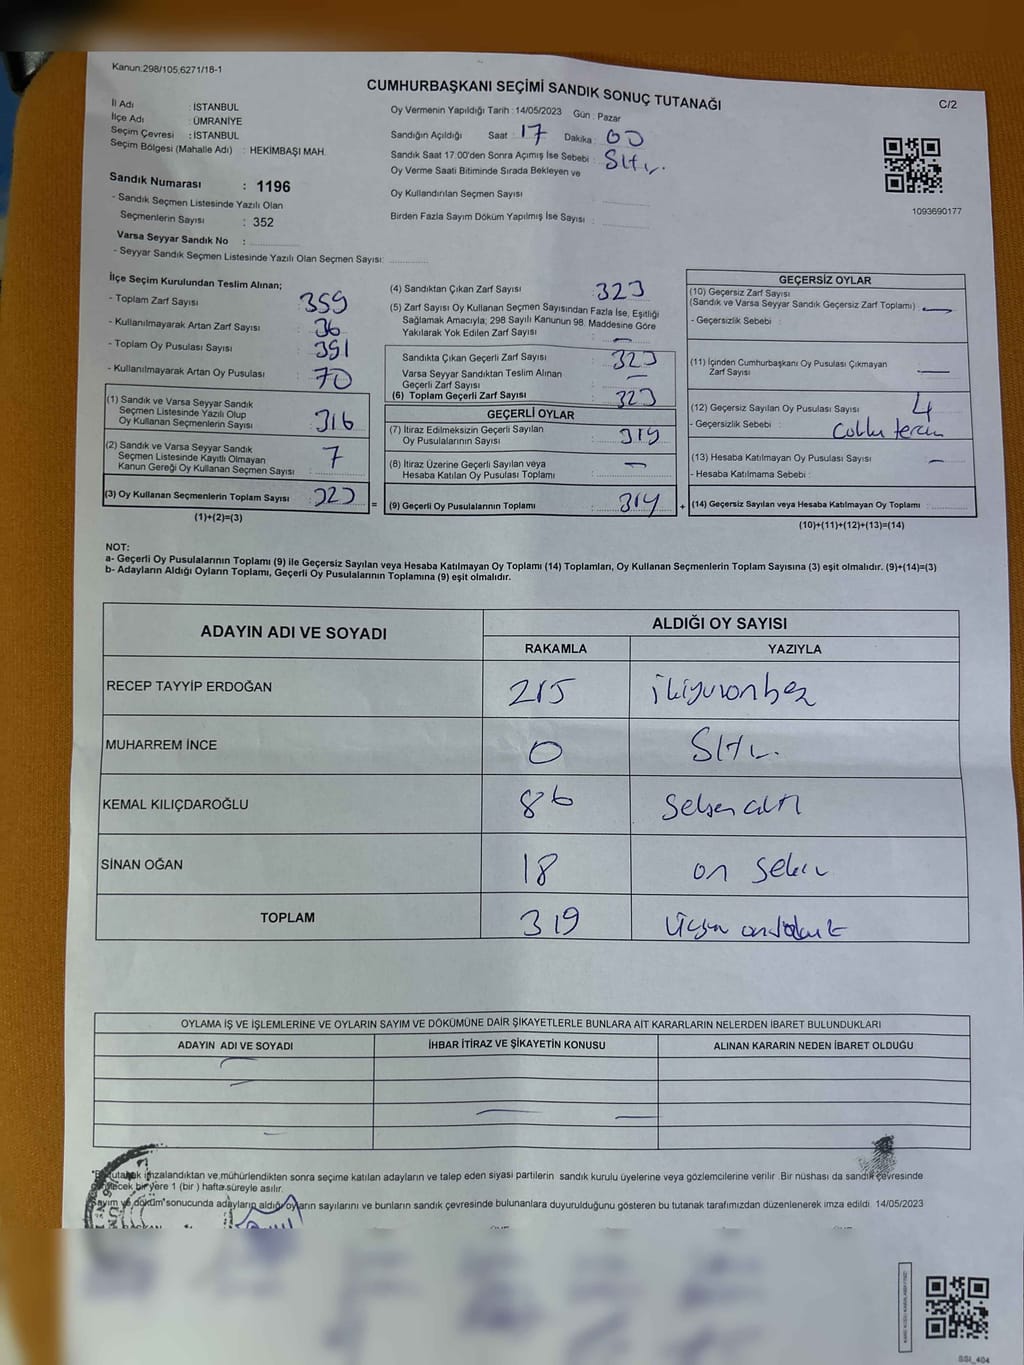 Kanun:298/105,6271/18-1
CUMHURBAŞKANI SEÇİMİ SANDIK SONUÇ TUTANAĞI
C/2
İl Adı : İSTANBUL
İlçe Adı : ÜMRANİYE
Seçim Çevresi : İSTANBUL
Seçim Bölgesi (Mahalle Adı) : HEKİMBAŞI MAH.
Oy Vermenin Yapıldığı Tarih : 14/05/2023 Gün : Pazar
Sandığın Açıldığı Saat : 17 Dakika : 00
Sandık Saat 17:00'den Sonra Açımış İse Sebebi : Sıfır
Oy Verme Saati Bitiminde Sırada Bekleyen ve
Oy Kullandırılan Seçmen Sayısı :
Birden Fazla Sayım Döküm Yapılmış İse Sayısı :
1093690177
Sandık Numarası : 1196
- Sandık Seçmen Listesinde Yazılı Olan
Seçmenlerin Sayısı : 352
Varsa Seyyar Sandık No :
- Seyyar Sandık Seçmen Listesinde Yazılı Olan Seçmen Sayısı:
İlçe Seçim Kurulundan Teslim Alınan;
- Toplam Zarf Sayısı 359
- Kullanılmayarak Artan Zarf Sayısı 36
- Toplam Oy Pusulası Sayısı 391
- Kullanılmayarak Artan Oy Pusulası 70
(1) Sandık ve Varsa Seyyar Sandık
Seçmen Listesinde Yazılı Olup
Oy Kullanan Seçmenlerin Sayısı 316
(2) Sandık ve Varsa Seyyar Sandık
Seçmen Listesinde Kayıtlı Olmayan
Kanun Gereği Oy Kullanan Seçmen Sayısı 7
(3) Oy Kullanan Seçmenlerin Toplam Sayısı 323 =
(1)+(2)=(3)
(4) Sandıktan Çıkan Zarf Sayısı 323
(5) Zarf Sayısı Oy Kullanan Seçmen Sayısından Fazla İse, Eşitliği
Sağlamak Amacıyla; 298 Sayılı Kanunun 98. Maddesine Göre
Yakılarak Yok Edilen Zarf Sayısı —
Sandıkta Çıkan Geçerli Zarf Sayısı 323
Varsa Seyyar Sandıktan Teslim Alınan —
Geçerli Zarf Sayısı
(6) Toplam Geçerli Zarf Sayısı 323
GEÇERLİ OYLAR
(7) İtiraz Edilmeksizin Geçerli Sayılan
Oy Pusulalarının Sayısı 319
(8) İtiraz Üzerine Geçerli Sayılan veya
Hesaba Katılan Oy Pusulası Toplamı —
(9) Geçerli Oy Pusulalarının Toplamı 319 +
GEÇERSİZ OYLAR
(10) Geçersiz Zarf Sayısı
(Sandık ve Varsa Seyyar Sandık Geçersiz Zarf Toplamı) —
- Geçersizlik Sebebi :
(11) İçinden Cumhurbaşkanı Oy Pusulası Çıkmayan
Zarf Sayısı —
(12) Geçersiz Sayılan Oy Pusulası Sayısı 4
- Geçersizlik Sebebi :
(13) Hesaba Katılmayan Oy Pusulası Sayısı —
- Hesaba Katılmama Sebebi :
(14) Geçersiz Sayılan veya Hesaba Katılmayan Oy Toplamı :
(10)+(11)+(12)+(13)=(14)
NOT:
a- Geçerli Oy Pusulalarının Toplamı (9) ile Geçersiz Sayılan veya Hesaba Katılmayan Oy Toplamı (14) Toplamları, Oy Kullanan Seçmenlerin Toplam Sayısına (3) eşit olmalıdır. (9)+(14)=(3)
b- Adayların Aldığı Oyların Toplamı, Geçerli Oy Pusulalarının Toplamına (9) eşit olmalıdır.
ADAYIN ADI VE SOYADI
ALDIĞI OY SAYISI
RAKAMLA YAZIYLA
RECEP TAYYİP ERDOĞAN 215 ikiyüzonbeş
MUHARREM İNCE 0 Sıfır
KEMAL KILIÇDAROĞLU 86 Seksenaltı
SİNAN OĞAN 18 on sekiz
TOPLAM 319 Üçyüz ondokuz
OYLAMA İŞ VE İŞLEMLERİNE VE OYLARIN SAYIM VE DÖKÜMÜNE DAİR ŞİKAYETLERLE BUNLARA AİT KARARLARIN NELERDEN İBARET BULUNDUKLARI
ADAYIN ADI VE SOYADI İHBAR İTİRAZ VE ŞİKAYETİN KONUSU ALINAN KARARIN NEDEN İBARET OLDUĞU
tutanak imzalandıktan ve mühürlendikten sonra seçime katılan adayların ve talep eden siyasi partilerin sandık kurulu üyelerine veya gözlemcilerine verilir. Bir nüshası da sandık çevresinde
bir yere 1 (bir) hafta süreyle asılır.
ve döküm sonucunda adayların aldığı oyların sayılarını ve bunların sandık çevresinde bulunanlara duyurulduğunu gösteren bu tutanak tarafımızdan düzenlenerek imza edildi. 14/05/2023
SSI_404